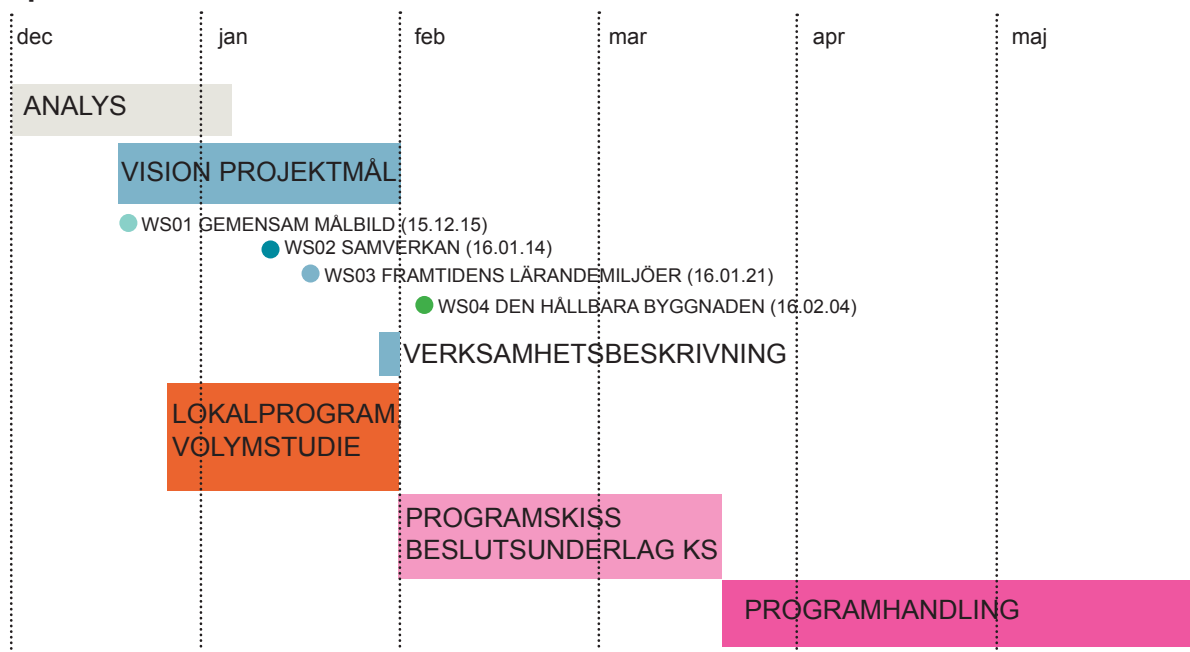 dec
jan
feb
mar
apr
maj
ANALYS
VISION PROJEKTMÅL
WS01 GEMENSAM MÅLBILD (15.12.15)
WS02 SAMVERKAN (16.01.14)
WS03 FRAMTIDENS LÄRANDEMILJÖER (16.01.21)
WS04 DEN HÅLLBARA BYGGNADEN (16.02.04)
VERKSAMHETSBESKRIVNING
LOKALPROGRAM
VOLYMSTUDIE
PROGRAMSKISS
BESLUTSUNDERLAG KS
PROGRAMHANDLING